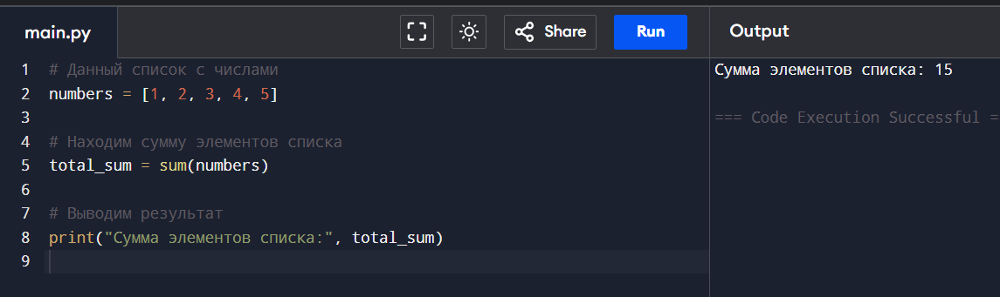 main.py
Share
Run
Output
1 # Данный список с числами
2 numbers = [1, 2, 3, 4, 5]
3
4 # Находим сумму элементов списка
5 total_sum = sum(numbers)
6
7 # Выводим результат
8 print("Сумма элементов списка:", total_sum)
9
Сумма элементов списка: 15
=== Code Execution Successful =